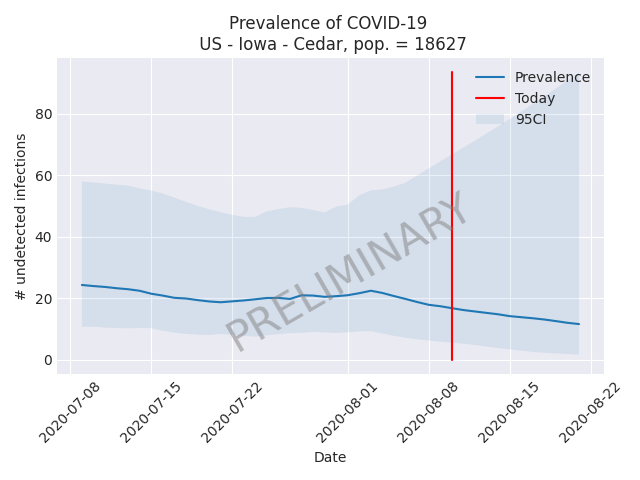 Prevalence of COVID-19
US - Iowa - Cedar, pop. = 18627
Prevalence
Today
95CI
# undetected infections
80
60
40
20
0
PRELIMINARY
2020-07-08
2020-07-15
2020-07-22
2020-08-01
2020-08-08
2020-08-15
2020-08-22
Date